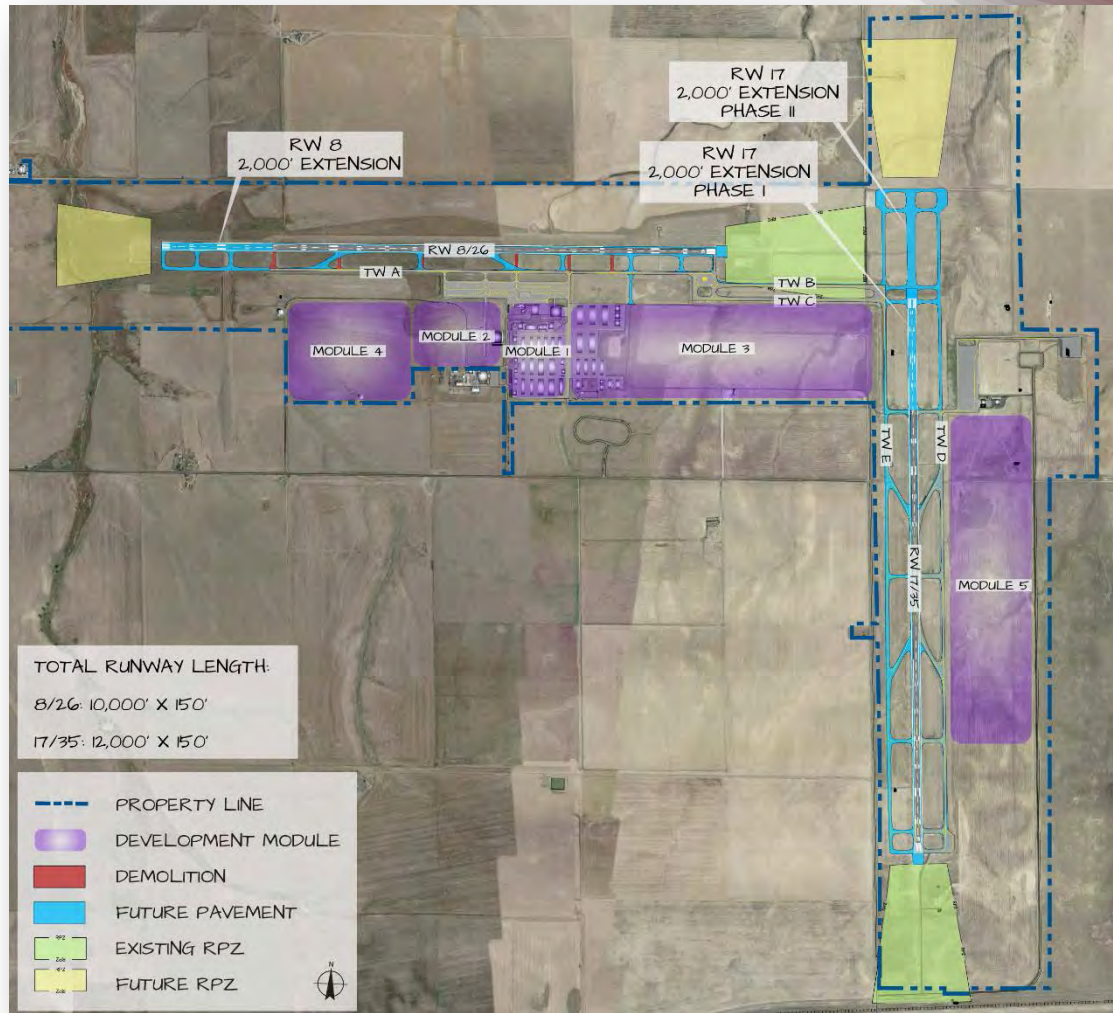 RW 17
2,000' EXTENSION
PHASE II
RW 8
2,000' EXTENSION
RW 17
2,000' EXTENSION
PHASE I
RW 8/26
TW A
TW B
TW C
MODULE 4
MODULE 2
MODULE 1
MODULE 3
TW E
TW D
RW 17/35
MODULE 5
TOTAL RUNWAY LENGTH:
8/26: 10,000' X 150'
17/35: 12,000' X 150'
PROPERTY LINE
DEVELOPMENT MODULE
DEMOLITION
FUTURE PAVEMENT
RPZ
EXISTING RPZ
RPZ
FUTURE RPZ
N